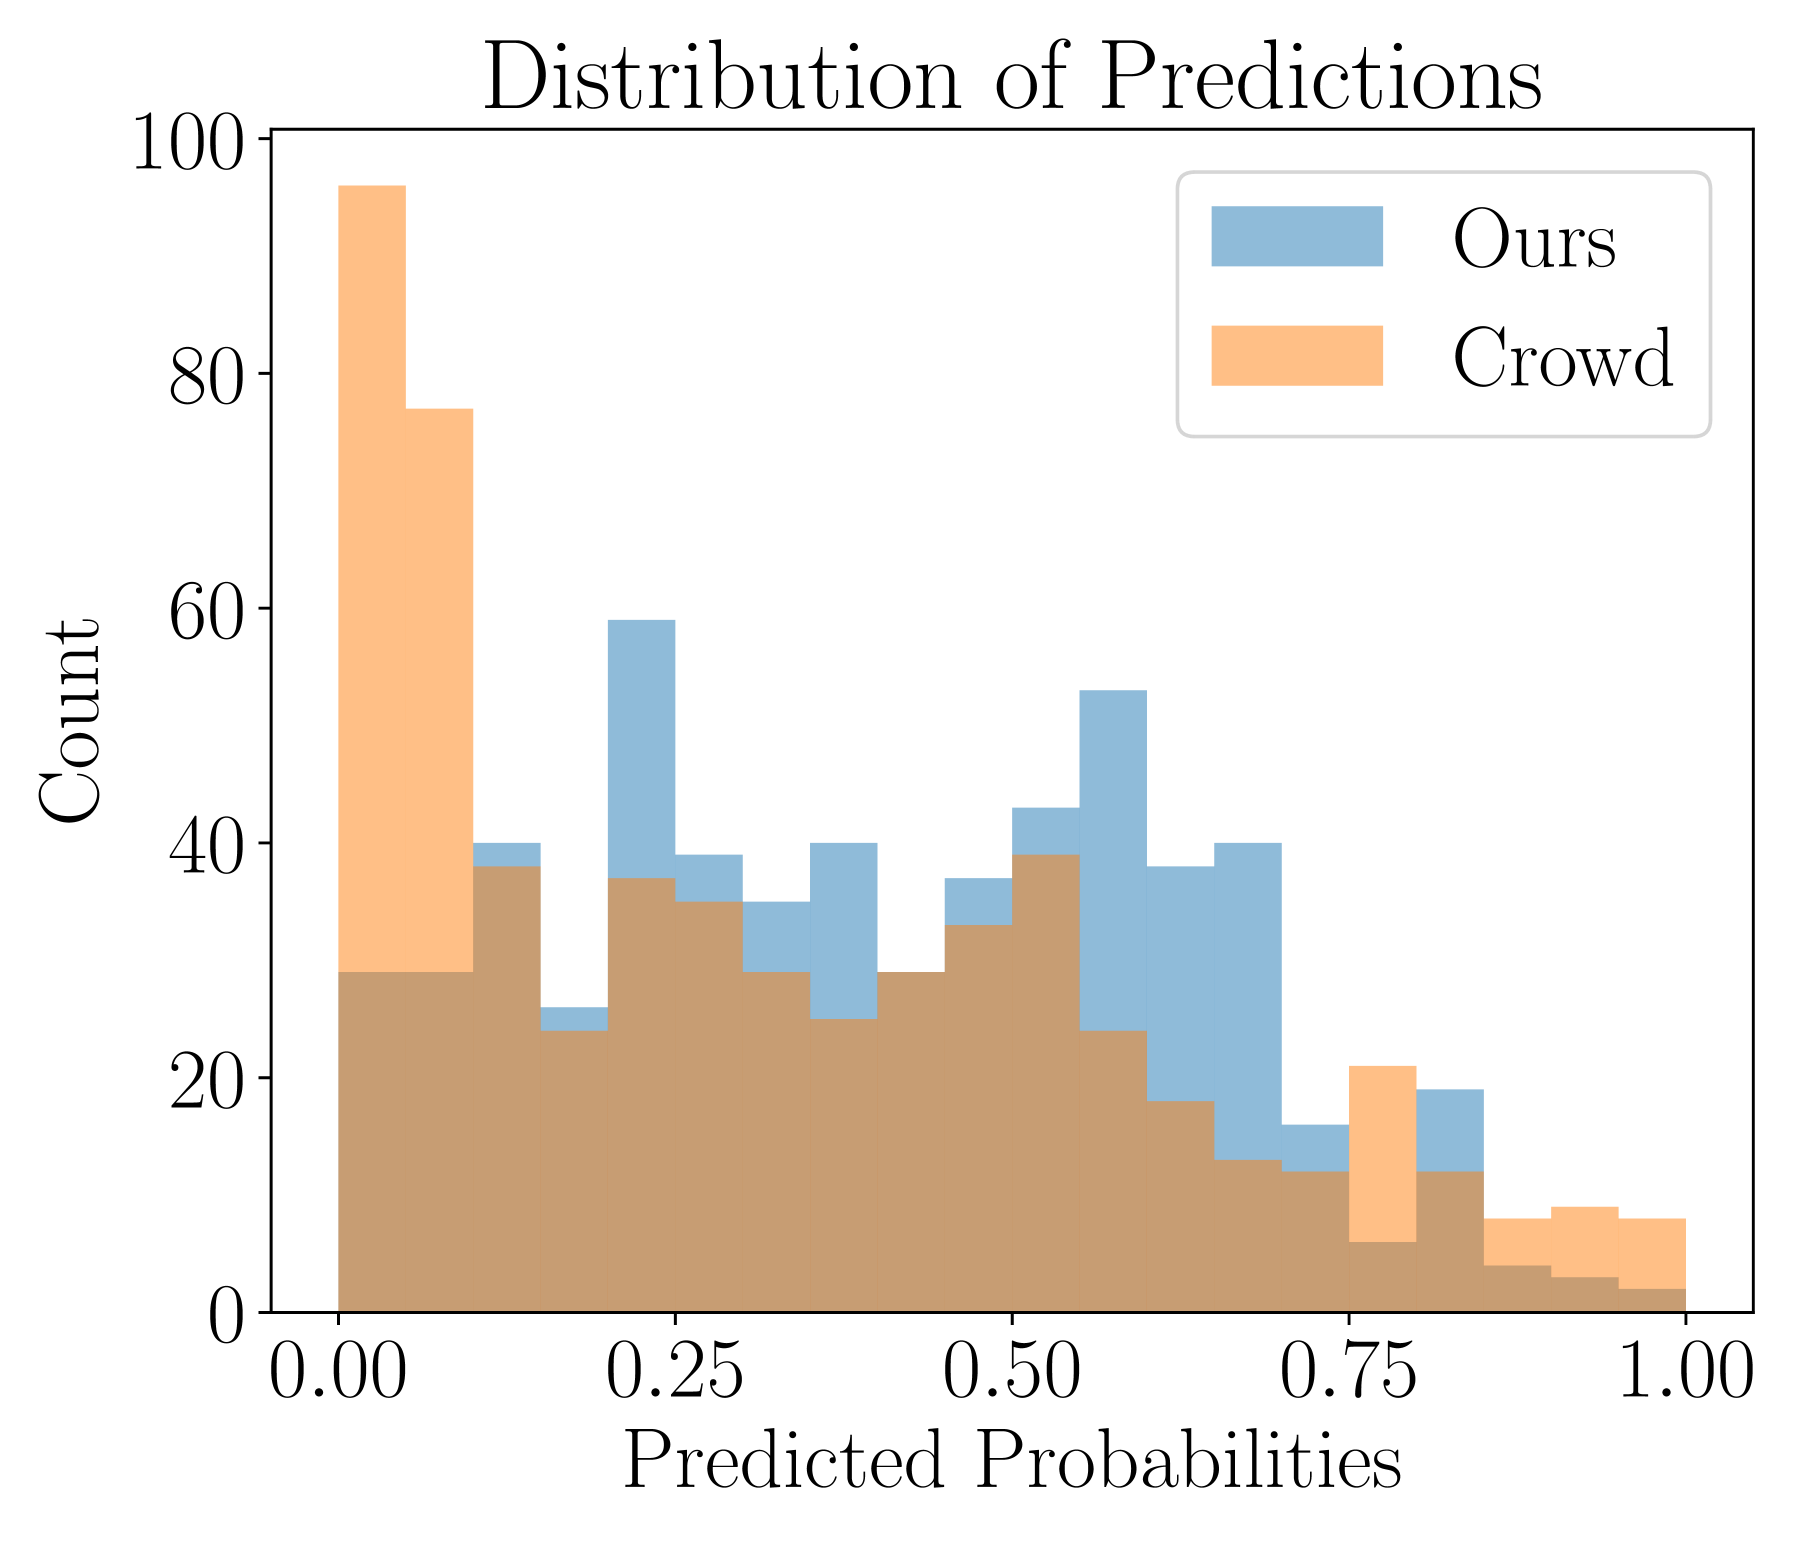 Distribution of Predictions
100
80
60
40
20
0
Count
Ours
Crowd
0.00 0.25 0.50 0.75 1.00
Predicted Probabilities